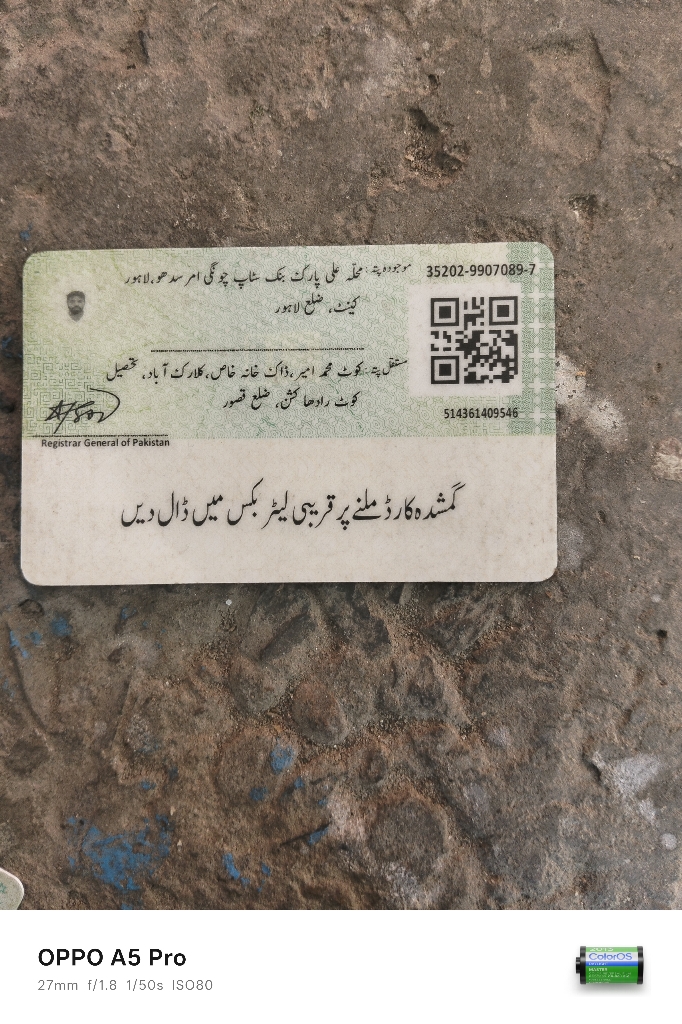 موجودہ پتہ: محلہ علی پارک، بنک سٹاپ چونگی امر سدھو، لاہور
کینٹ، ضلع لاہور
35202-9907089-7
مستقل پتہ: کوٹ محمد امیر، ڈاک خانہ خاص، کلارک آباد، تحصیل
کوٹ رادھا کشن، ضلع قصور
514361409546
Registrar General of Pakistan
گمشدہ کارڈ ملنے پر قریبی لیٹر بکس میں ڈال دیں
OPPO A5 Pro
27mm f/1.8 1/50s ISO80
ColorOS
MASTER